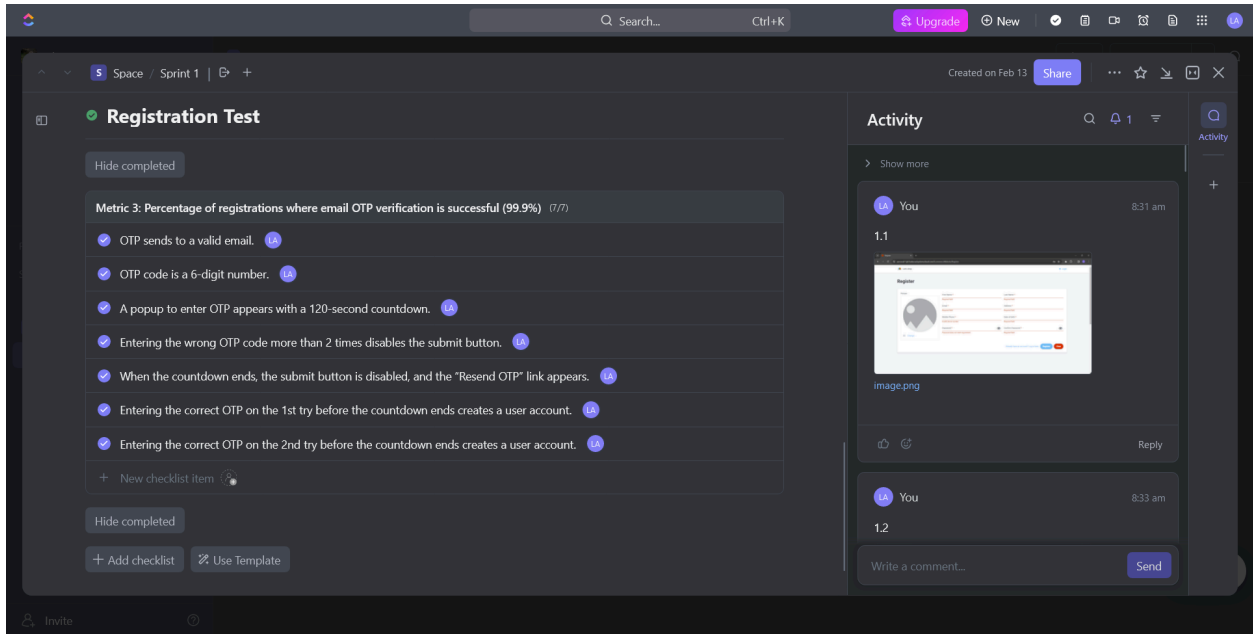 Search...
Ctrl+K
Upgrade
New
LA
S Space / Sprint 1
Created on Feb 13
Share
Registration Test
Hide completed
Metric 3: Percentage of registrations where email OTP verification is successful (99.9%) (7/7)
OTP sends to a valid email. LA
OTP code is a 6-digit number. LA
A popup to enter OTP appears with a 120-second countdown. LA
Entering the wrong OTP code more than 2 times disables the submit button. LA
When the countdown ends, the submit button is disabled, and the “Resend OTP” link appears. LA
Entering the correct OTP on the 1st try before the countdown ends creates a user account. LA
Entering the correct OTP on the 2nd try before the countdown ends creates a user account. LA
New checklist item
Hide completed
Add checklist
Use Template
Activity
1
Activity
Show more
LA You
8:31 am
1.1
Register
image.png
Reply
LA You
8:33 am
1.2
Write a comment...
Send
Invite